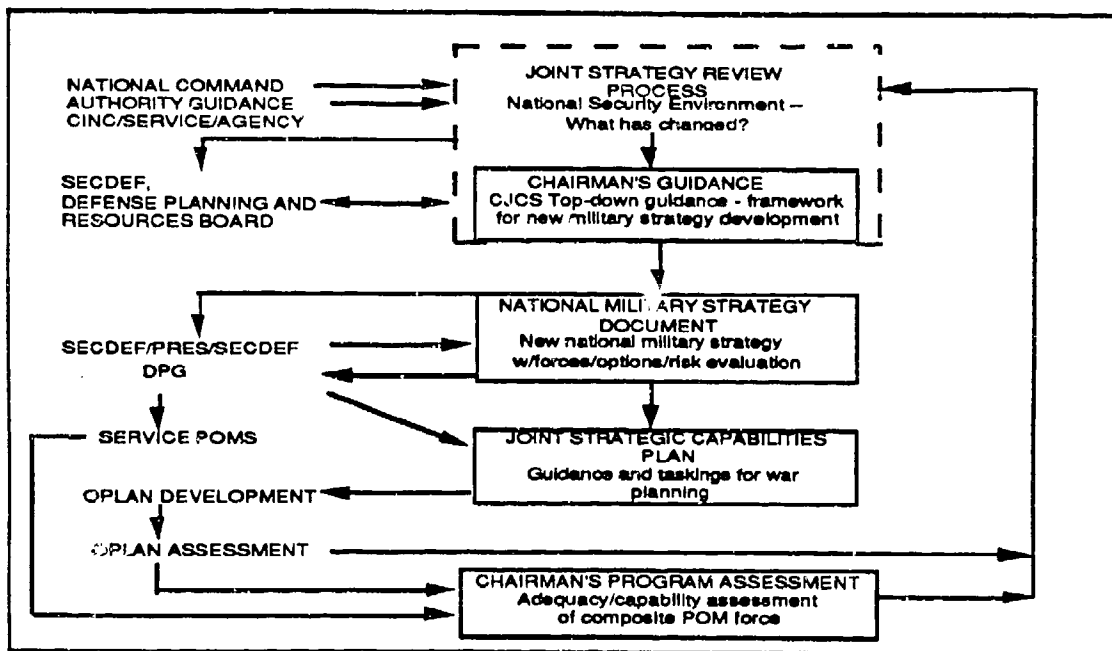 NATIONAL COMMAND
AUTHORITY GUIDANCE
CINC/SERVICE/AGENCY
JOINT STRATEGY REVIEW
PROCESS
National Security Environment –
What has changed?
SECDEF,
DEFENSE PLANNING AND
RESOURCES BOARD
CHAIRMAN'S GUIDANCE
CJCS Top-down guidance - framework
for new military strategy development
NATIONAL MILITARY STRATEGY
DOCUMENT
New national military strategy
w/forces/options/risk evaluation
SECDEF/PRES/SECDEF
DPG
SERVICE POMS
JOINT STRATEGIC CAPABILITIES
PLAN
Guidance and taskings for war
planning
OPLAN DEVELOPMENT
OPLAN ASSESSMENT
CHAIRMAN'S PROGRAM ASSESSMENT
Adequacy/capability assessment
of composite POM force